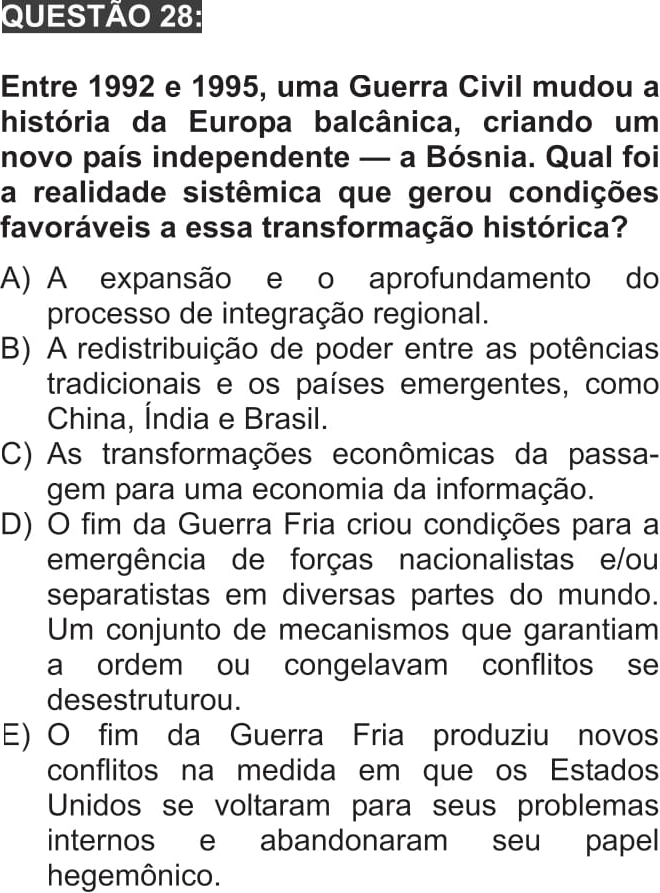 QUESTÃO 28:
Entre 1992 e 1995, uma Guerra Civil mudou a
história da Europa balcânica, criando um
novo país independente — a Bósnia. Qual foi
a realidade sistêmica que gerou condições
favoráveis a essa transformação histórica?
A) A expansão e o aprofundamento do
processo de integração regional.
B) A redistribuição de poder entre as potências
tradicionais e os países emergentes, como
China, Índia e Brasil.
C) As transformações econômicas da passa-
gem para uma economia da informação.
D) O fim da Guerra Fria criou condições para a
emergência de forças nacionalistas e/ou
separatistas em diversas partes do mundo.
Um conjunto de mecanismos que garantiam
a ordem ou congelavam conflitos se
desestruturou.
E) O fim da Guerra Fria produziu novos
conflitos na medida em que os Estados
Unidos se voltaram para seus problemas
internos e abandonaram seu papel
hegemônico.